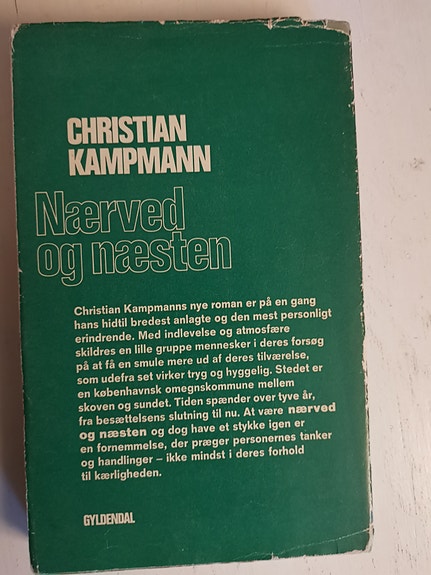 CHRISTIAN
KAMPMANN
Nærved
og næsten
Christian Kampmanns nye roman er på en gang
hans hidtil bredest anlagte og den mest personligt
erindrende. Med indlevelse og atmosfære
skildres en lille gruppe mennesker i deres forsøg
på at få en smule mere ud af deres tilværelse,
som udefra set virker tryg og hyggelig. Stedet er
en københavnsk omegnskommune mellem
skoven og sundet. Tiden spænder over tyve år,
fra besættelsens slutning til nu. At være nærved
og næsten og dog have et stykke igen er
en fornemmelse, der præger personernes tanker
og handlinger – ikke mindst i deres forhold
til kærligheden.
GYLDENDAL